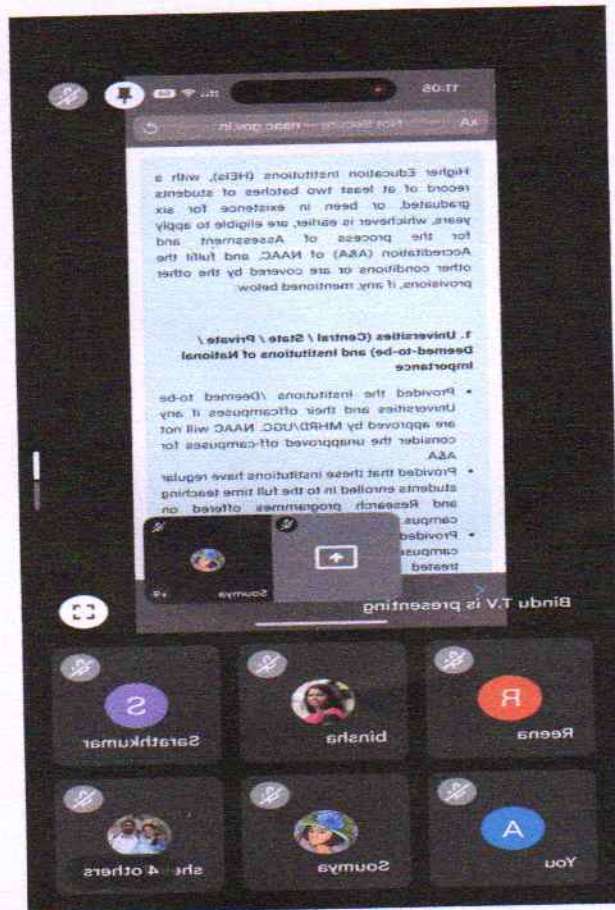 11:05
AA Not Secure — naac.gov.in
Higher Education Institutions (HEIs), with a
record of at least two batches of students
graduated, or been in existence for six
years, whichever is earlier, are eligible to apply
for the process of Assessment and
Accreditation (A&A) of NAAC, and fulfil the
other conditions or are covered by the other
provisions, if any, mentioned below:
1. Universities (Central / State / Private /
Deemed-to-be) and Institutions of National
Importance
• Provided the Institutions /Deemed to-be
Universities and their offcampuses if any
are approved by MHRD/UGC. NAAC will not
consider the unapproved off-campuses for
A&A
• Provided that these institutions have regular
students enrolled in to the full time teaching
and Research programmes offered on
campus.
• Provided
campuse
treated
Soumya
+9
Bindu T.V is presenting
R
Reena
binsha
S
Sarathkumar
A
You
Soumya
4 others